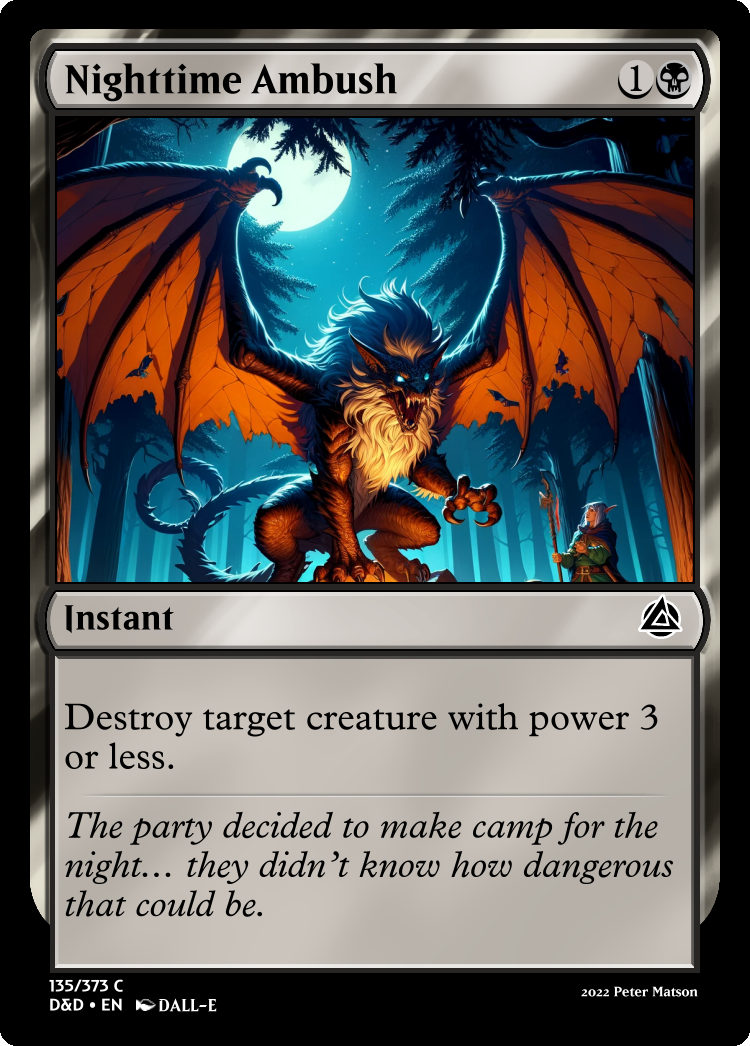 Nighttime Ambush 1
Instant
Destroy target creature with power 3
or less.
The party decided to make camp for the
night... they didn't know how dangerous
that could be.
135/373 C
D&D • EN DALL-E
2022 Peter Matson